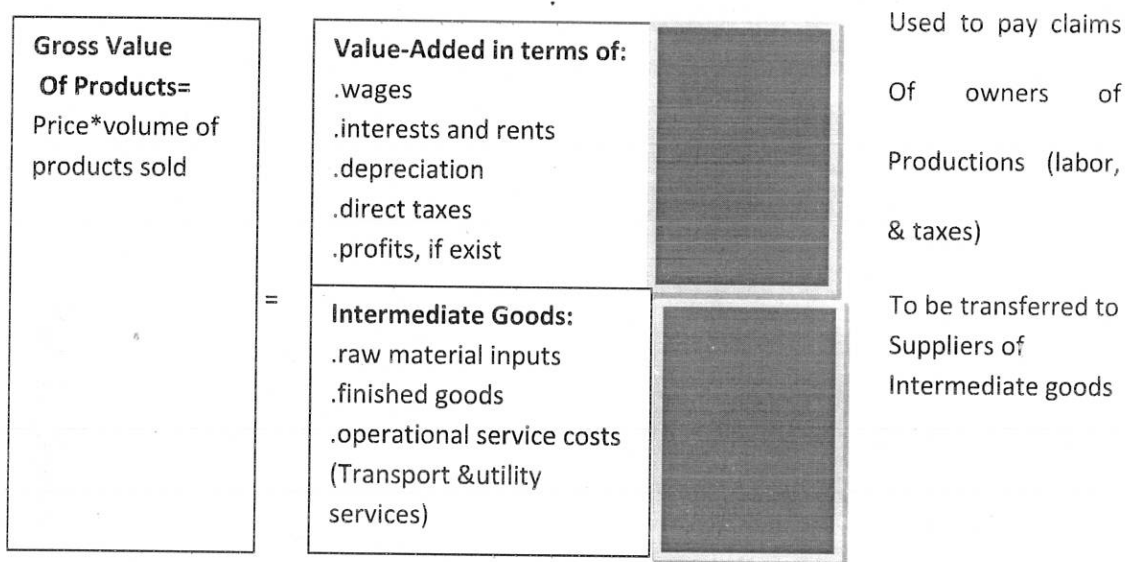 Gross Value
Of Products=
Price*volume of
products sold
=
Value-Added in terms of:
.wages
.interests and rents
.depreciation
.direct taxes
.profits, if exist
Intermediate Goods:
.raw material inputs
.finished goods
.operational service costs
(Transport &utility
services)
Used to pay claims
Of owners of
Productions (labor,
& taxes)
To be transferred to
Suppliers of
Intermediate goods